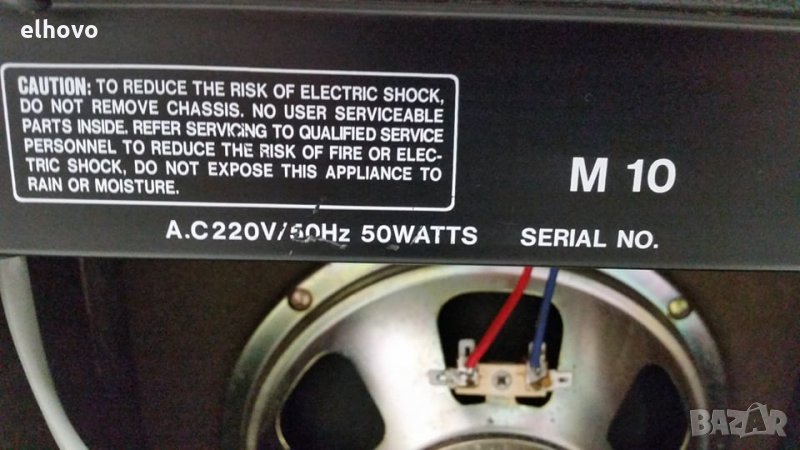 elhovo
CAUTION: TO REDUCE THE RISK OF ELECTRIC SHOCK,
DO NOT REMOVE CHASSIS. NO USER SERVICEABLE
PARTS INSIDE. REFER SERVICING TO QUALIFIED SERVICE
PERSONNEL TO REDUCE THE RISK OF FIRE OR ELEC-
TRIC SHOCK, DO NOT EXPOSE THIS APPLIANCE TO
RAIN OR MOISTURE.
M 10
A.C220V/50Hz 50WATTS SERIAL NO.
BAZAR